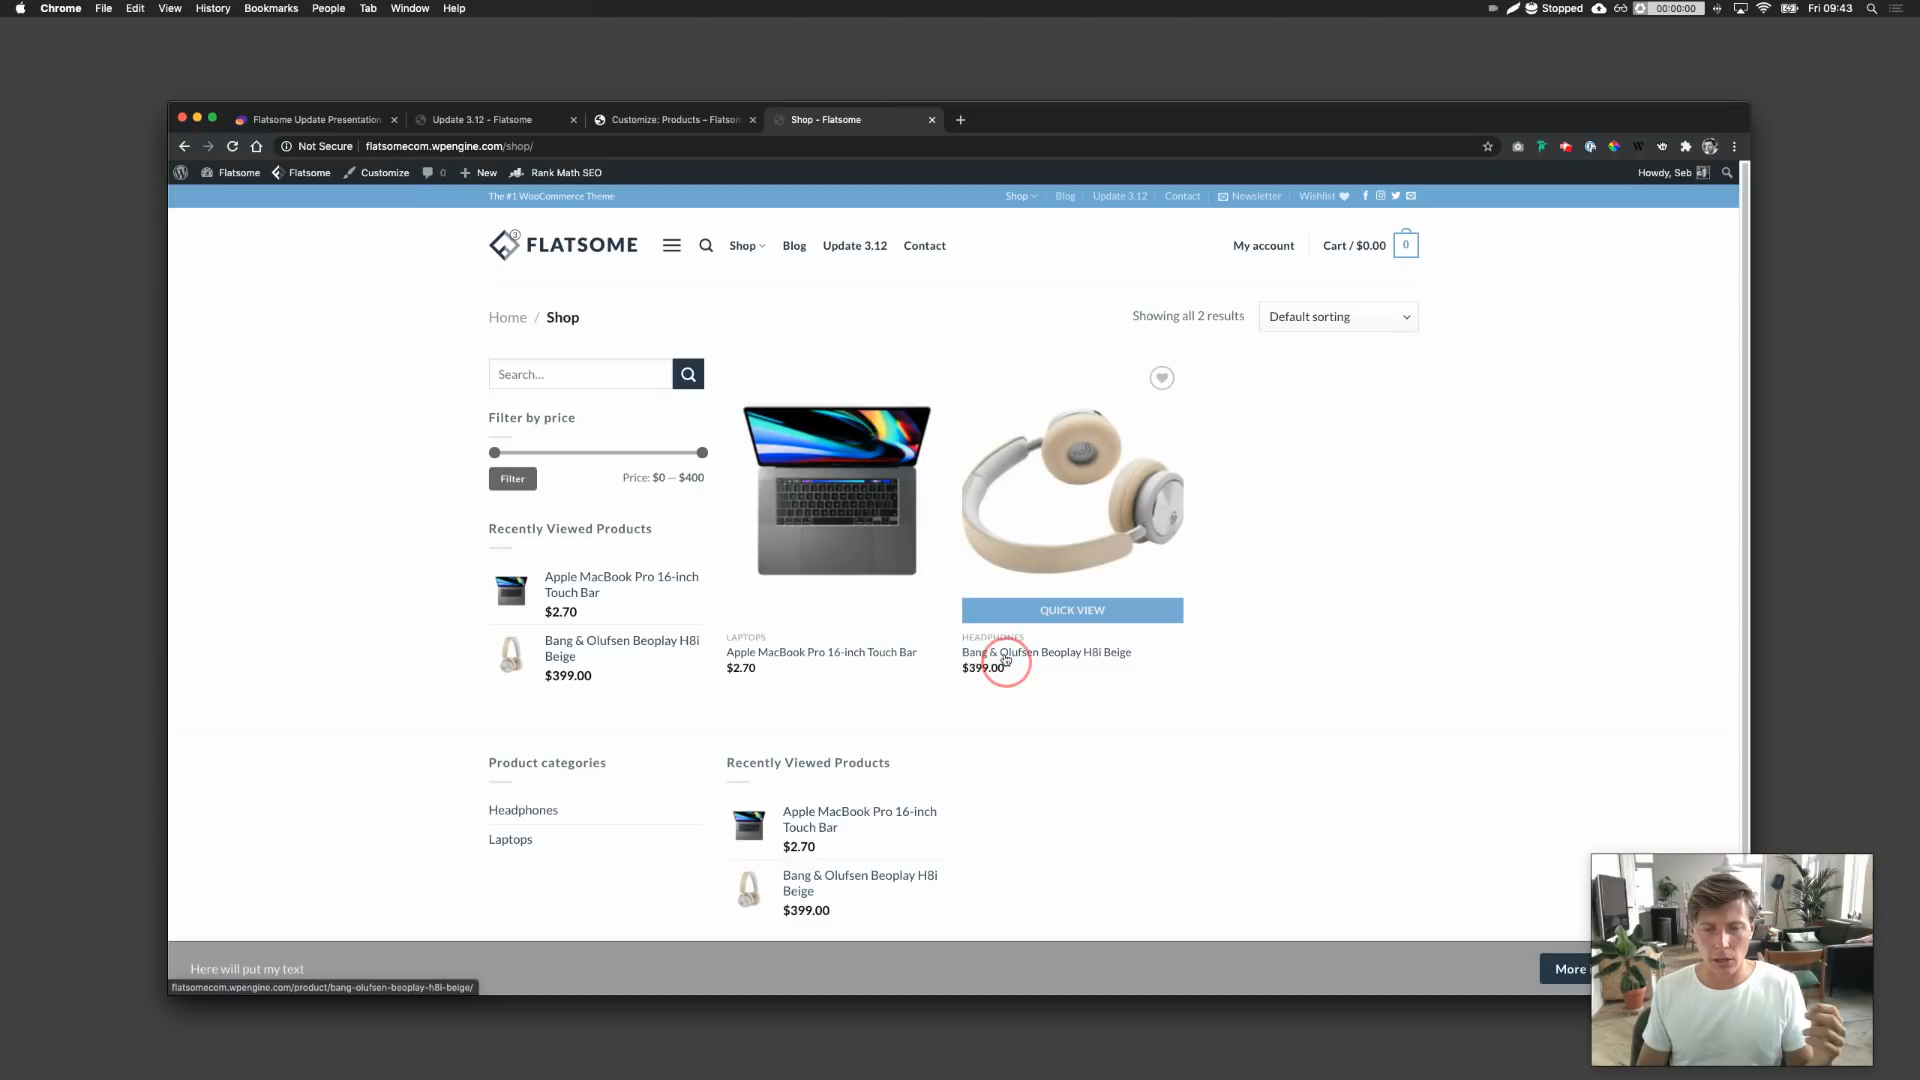 Chrome File Edit View History Bookmarks People Tab Window Help
Stopped 00:00:00 Fri 09:43
Flatsome Update Presentation
Update 3.12 - Flatsome
Customize: Products – Flatsom
Shop - Flatsome
Not Secure flatsomecom.wpengine.com/shop/
Flatsome Flatsome Customize 0 New Rank Math SEO Howdy, Seb
The #1 WooCommerce Theme Shop Blog Update 3.12 Contact Newsletter Wishlist
3 FLATSOME Shop Blog Update 3.12 Contact My account Cart / $0.00 0
Home / Shop Showing all 2 results Default sorting
Search...
Filter by price
Filter Price: $0 — $400
Recently Viewed Products
Apple MacBook Pro 16-inch
Touch Bar
$2.70
Bang & Olufsen Beoplay H8i
Beige
$399.00
LAPTOPS
Apple MacBook Pro 16-inch Touch Bar
$2.70
QUICK VIEW
HEADPHONES
Bang & Olufsen Beoplay H8i Beige
$399.00
Product categories
Headphones
Laptops
Recently Viewed Products
Apple MacBook Pro 16-inch
Touch Bar
$2.70
Bang & Olufsen Beoplay H8i
Beige
$399.00
Here will put my text More
flatsomecom.wpengine.com/product/bang-olufsen-beoplay-h8i-beige/